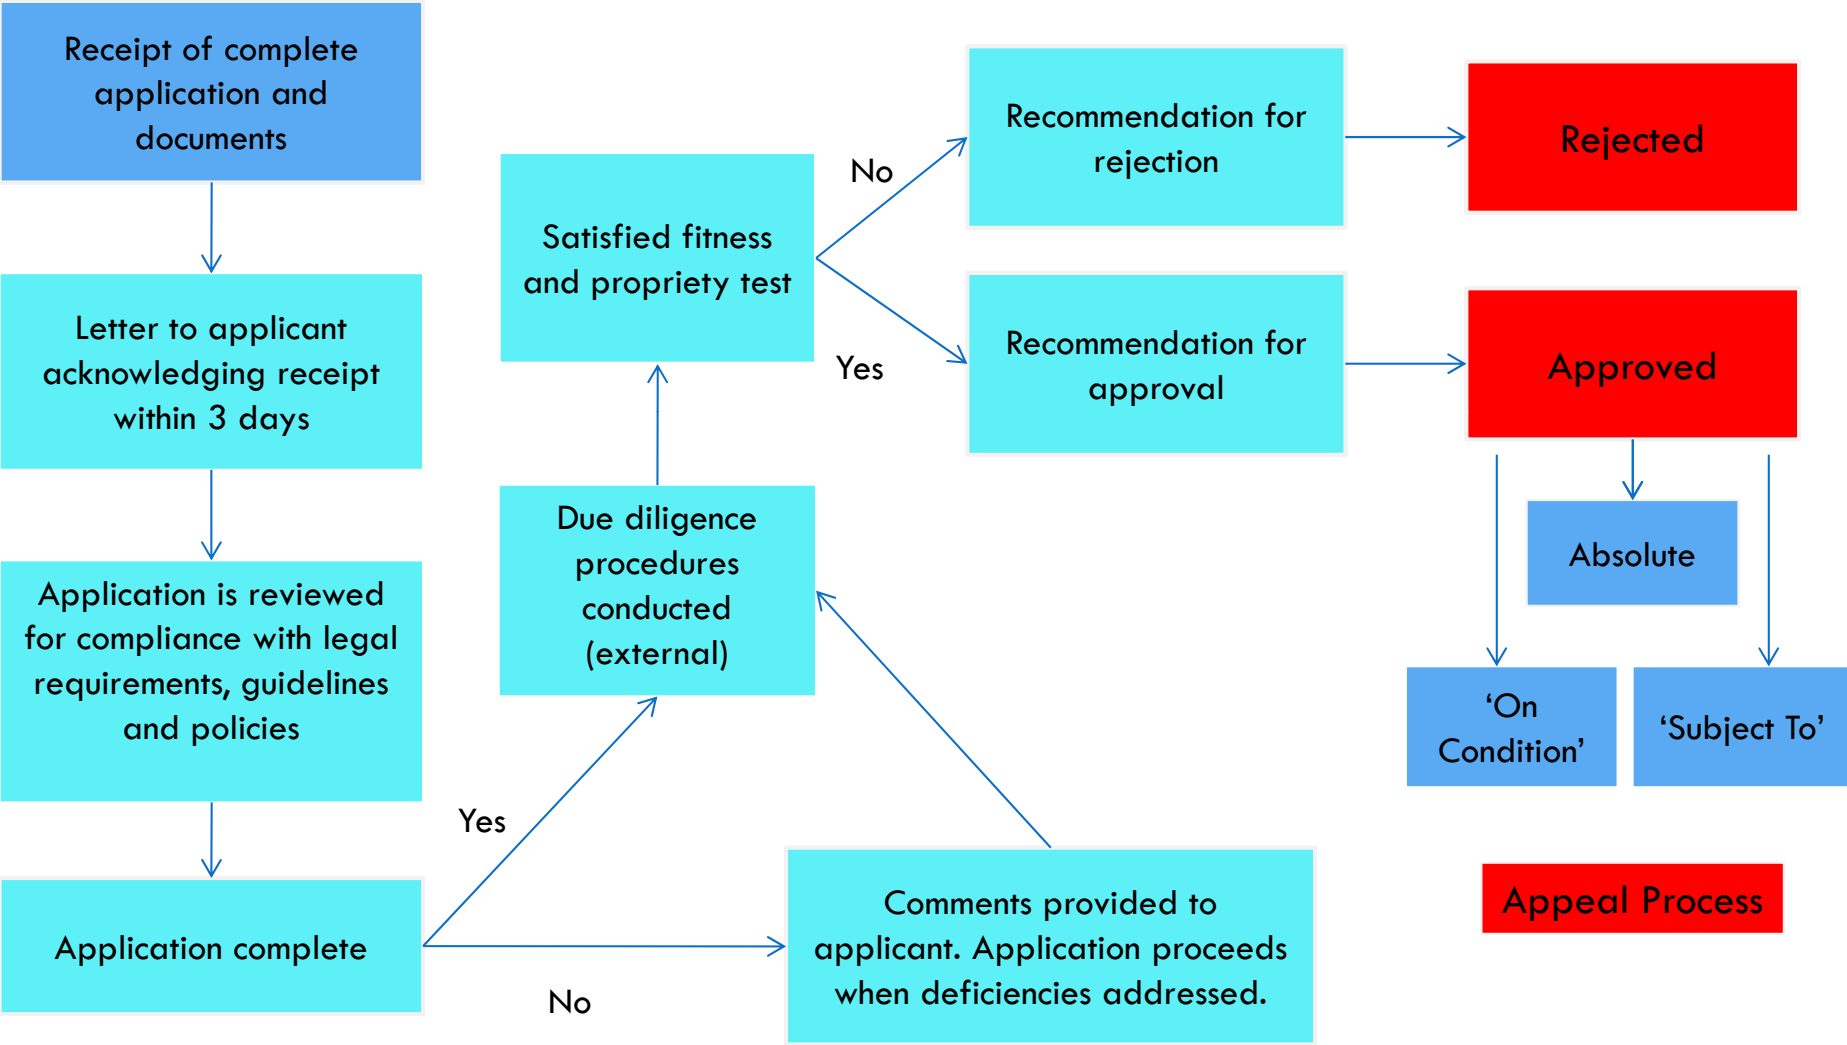 Receipt of complete
application and
documents
Letter to applicant
acknowledging receipt
within 3 days
Application is reviewed
for compliance with legal
requirements, guidelines
and policies
Application complete
Yes
No
Comments provided to
applicant. Application proceeds
when deficiencies addressed.
Due diligence
procedures
conducted
(external)
Satisfied fitness
and propriety test
No
Yes
Recommendation for
rejection
Rejected
Recommendation for
approval
Approved
Absolute
‘On
Condition’
‘Subject To’
Appeal Process